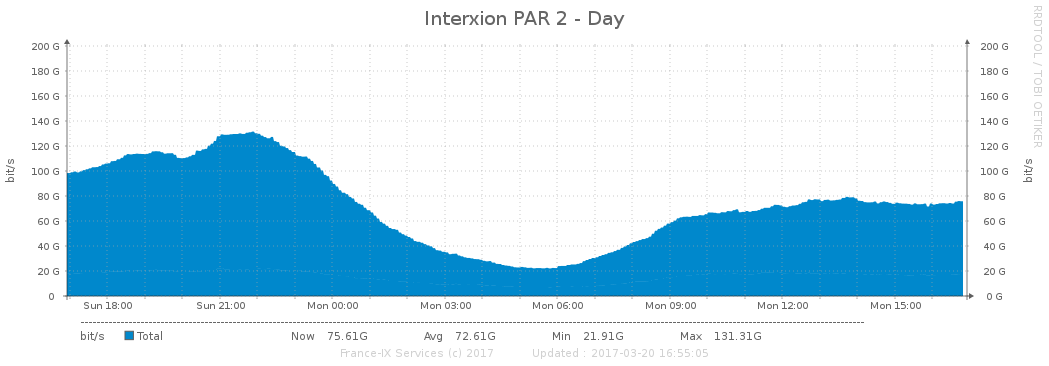 Interxion PAR 2 - Day
RRDTOOL / TOBI OETIKER
200 G 200 G
180 G 180 G
160 G 160 G
140 G 140 G
120 G 120 G
100 G 100 G
80 G 80 G
60 G 60 G
40 G 40 G
20 G 20 G
0 0 G
bit/s bit/s
Sun 18:00 Sun 21:00 Mon 00:00 Mon 03:00 Mon 06:00 Mon 09:00 Mon 12:00 Mon 15:00
bit/s Total Now 75.61G Avg 72.61G Min 21.91G Max 131.31G
France-IX Services (c) 2017 Updated : 2017-03-20 16:55:05